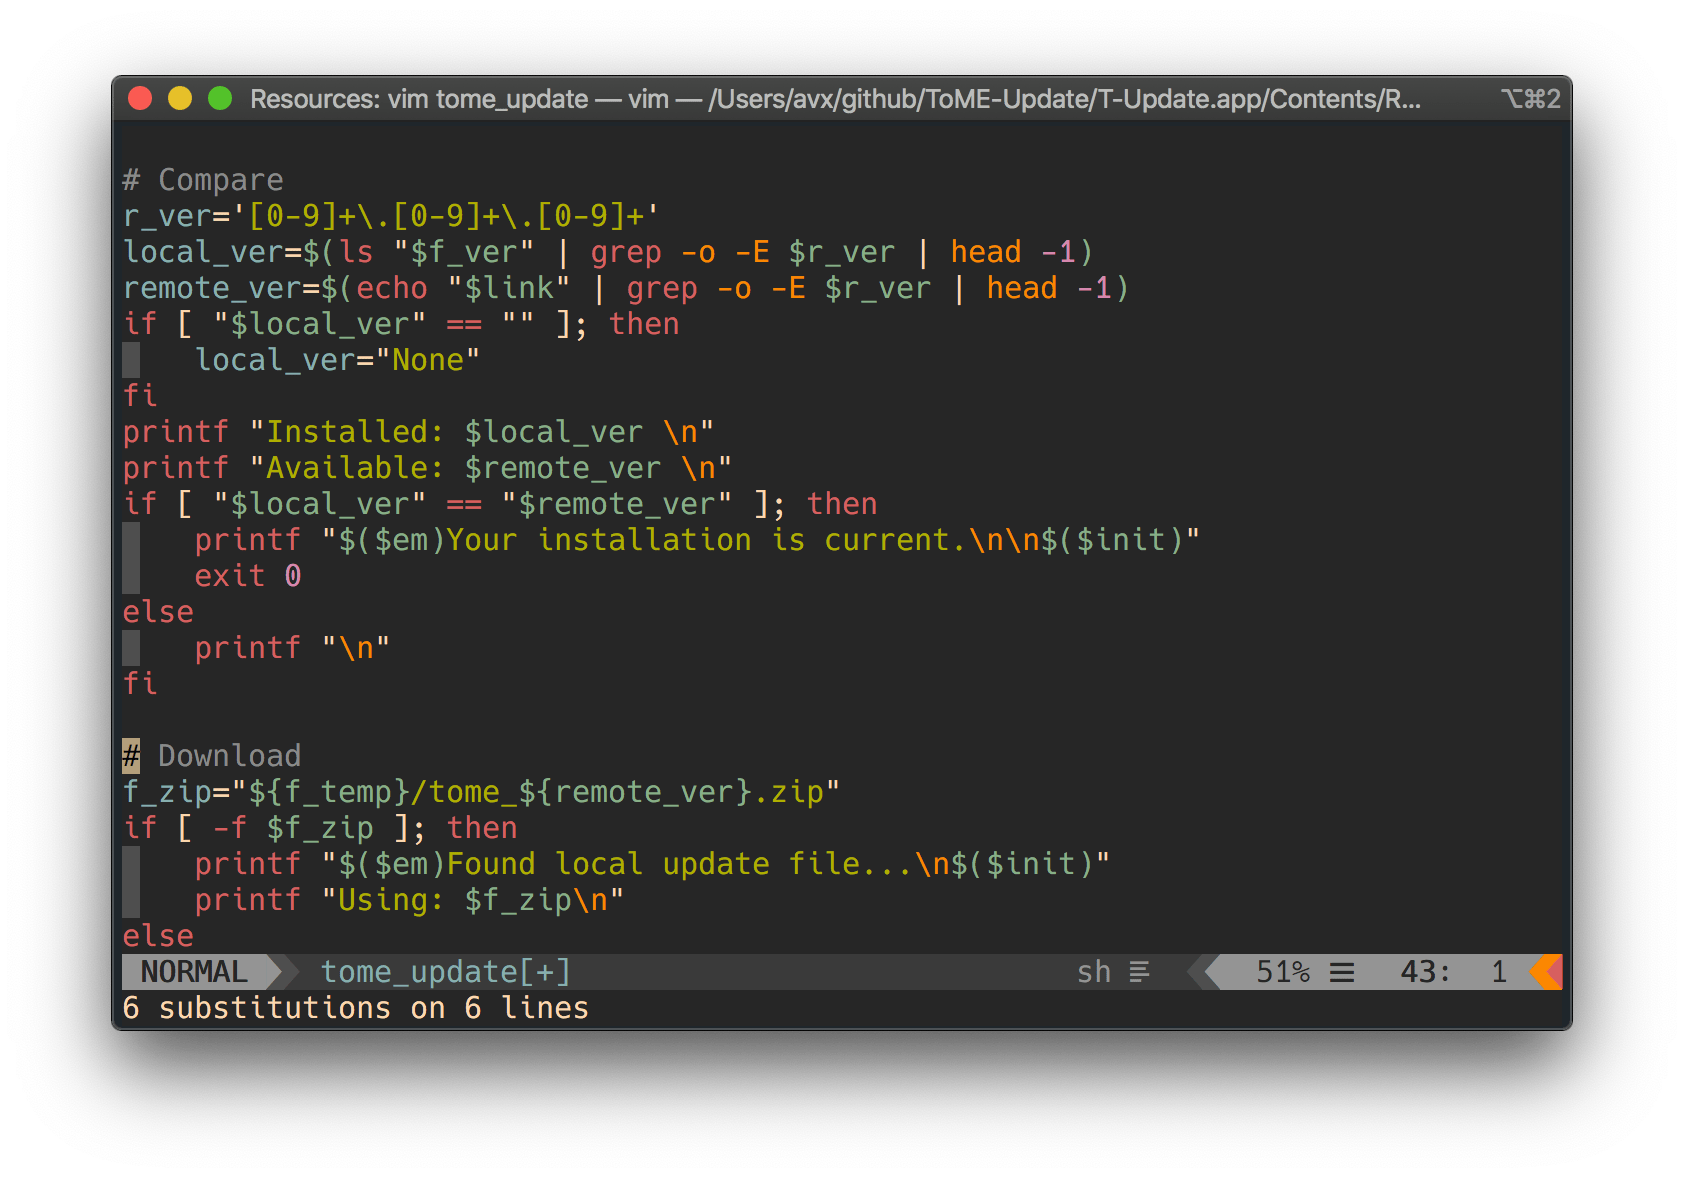 Resources: vim tome_update — vim — /Users/avx/github/ToME-Update/T-Update.app/Contents/R... ⌥⌘2
# Compare
r_ver='[0-9]+\.[0-9]+\.[0-9]+'
local_ver=$(ls "$f_ver" | grep -o -E $r_ver | head -1)
remote_ver=$(echo "$link" | grep -o -E $r_ver | head -1)
if [ "$local_ver" == "" ]; then
    local_ver="None"
fi
printf "Installed: $local_ver \n"
printf "Available: $remote_ver \n"
if [ "$local_ver" == "$remote_ver" ]; then
    printf "$($em)Your installation is current.\n\n$($init)"
    exit 0
else
    printf "\n"
fi
# Download
f_zip="${f_temp}/tome_${remote_ver}.zip"
if [ -f $f_zip ]; then
    printf "$($em)Found local update file...\n$($init)"
    printf "Using: $f_zip\n"
else
NORMAL tome_update[+] sh 51% 43: 1
6 substitutions on 6 lines